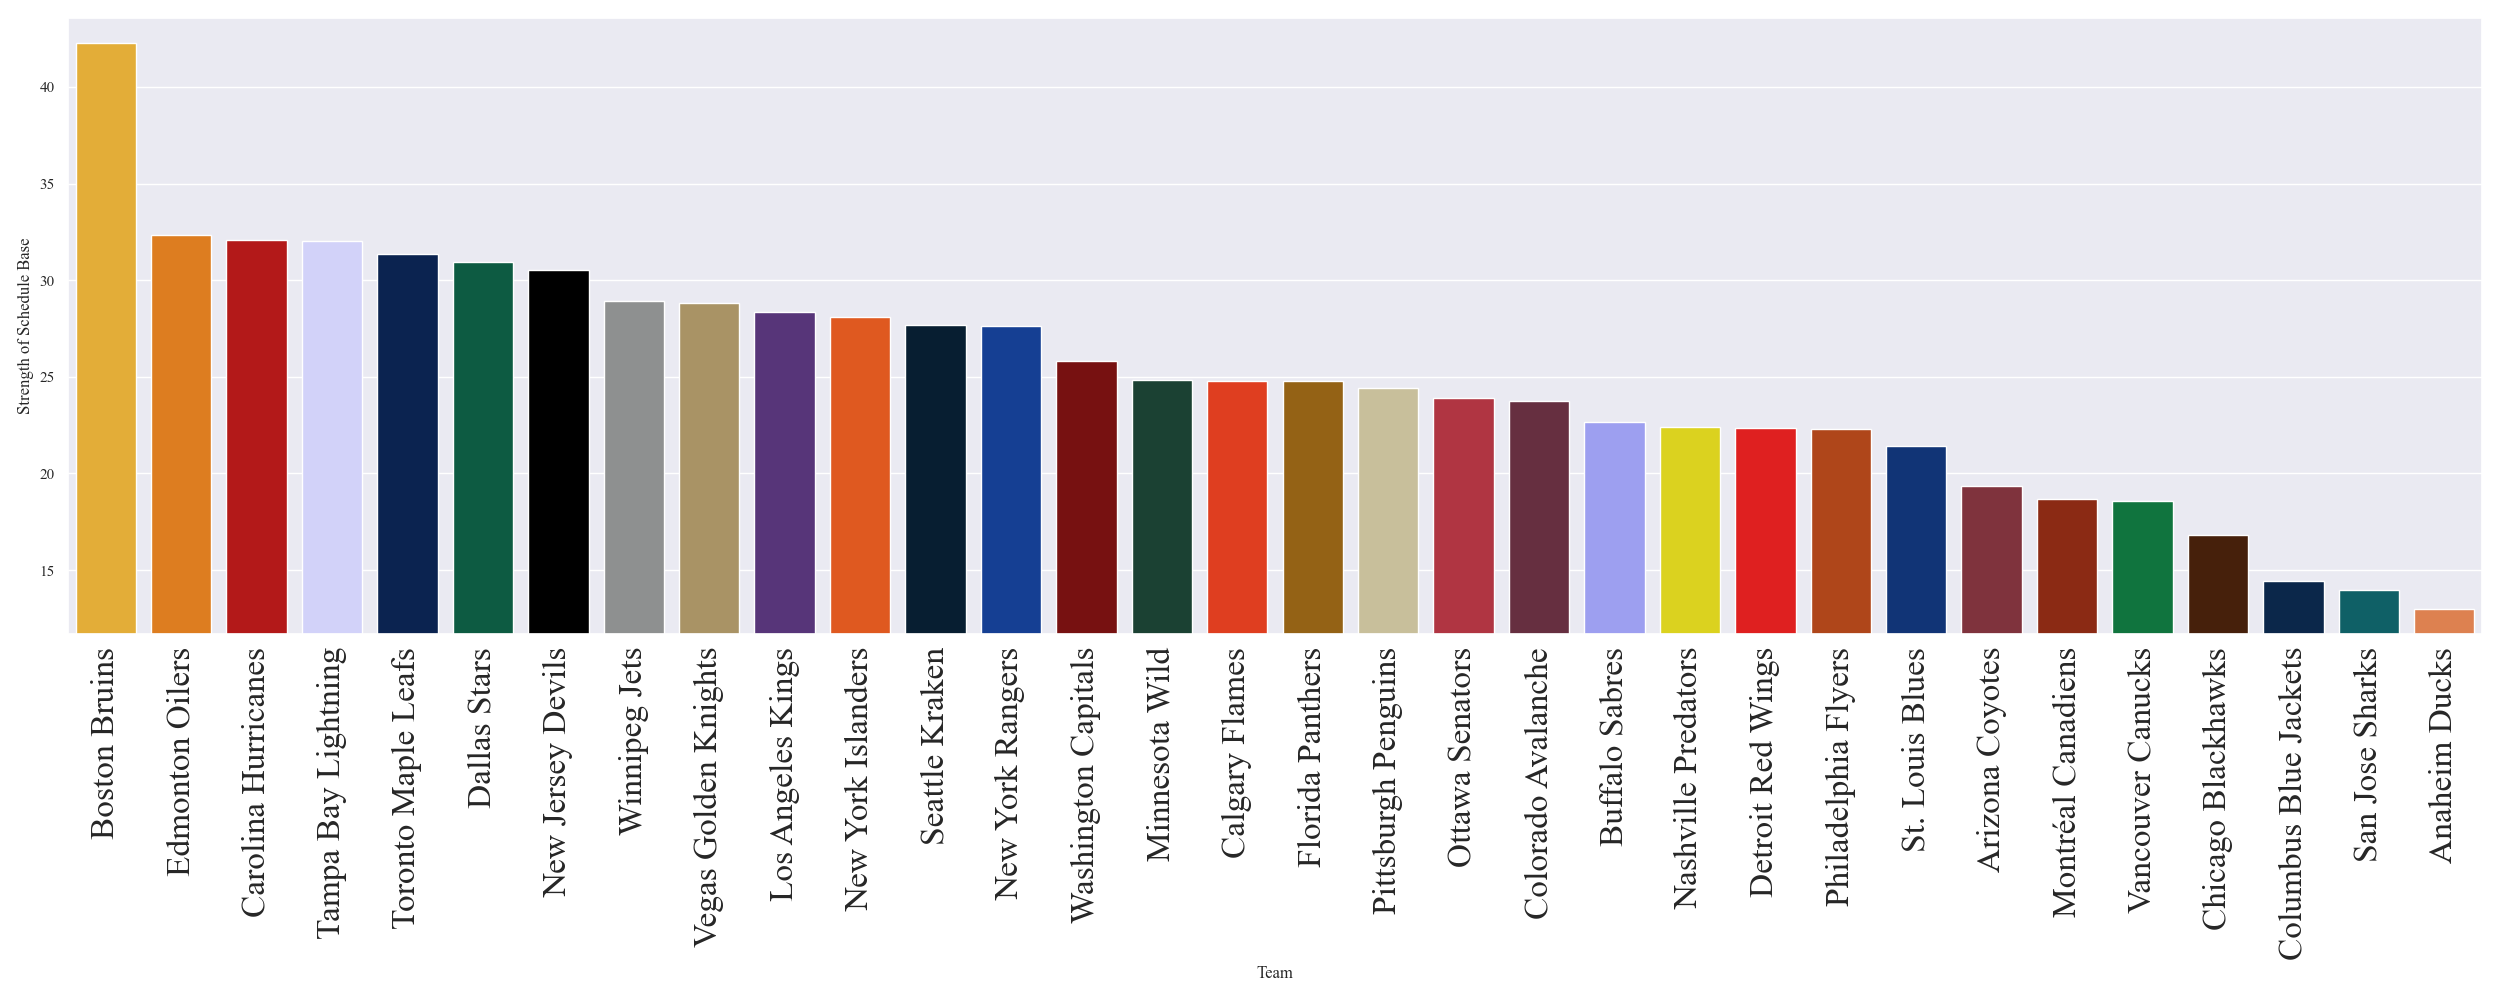 40
35
30
25
20
15
Strength of Schedule Base
Boston Bruins
Edmonton Oilers
Carolina Hurricanes
Tampa Bay Lightning
Toronto Maple Leafs
Dallas Stars
New Jersey Devils
Winnipeg Jets
Vegas Golden Knights
Los Angeles Kings
New York Islanders
Seattle Kraken
New York Rangers
Washington Capitals
Minnesota Wild
Calgary Flames
Florida Panthers
Pittsburgh Penguins
Ottawa Senators
Colorado Avalanche
Buffalo Sabres
Nashville Predators
Detroit Red Wings
Philadelphia Flyers
St. Louis Blues
Arizona Coyotes
Montréal Canadiens
Vancouver Canucks
Chicago Blackhawks
Columbus Blue Jackets
San Jose Sharks
Anaheim Ducks
Team